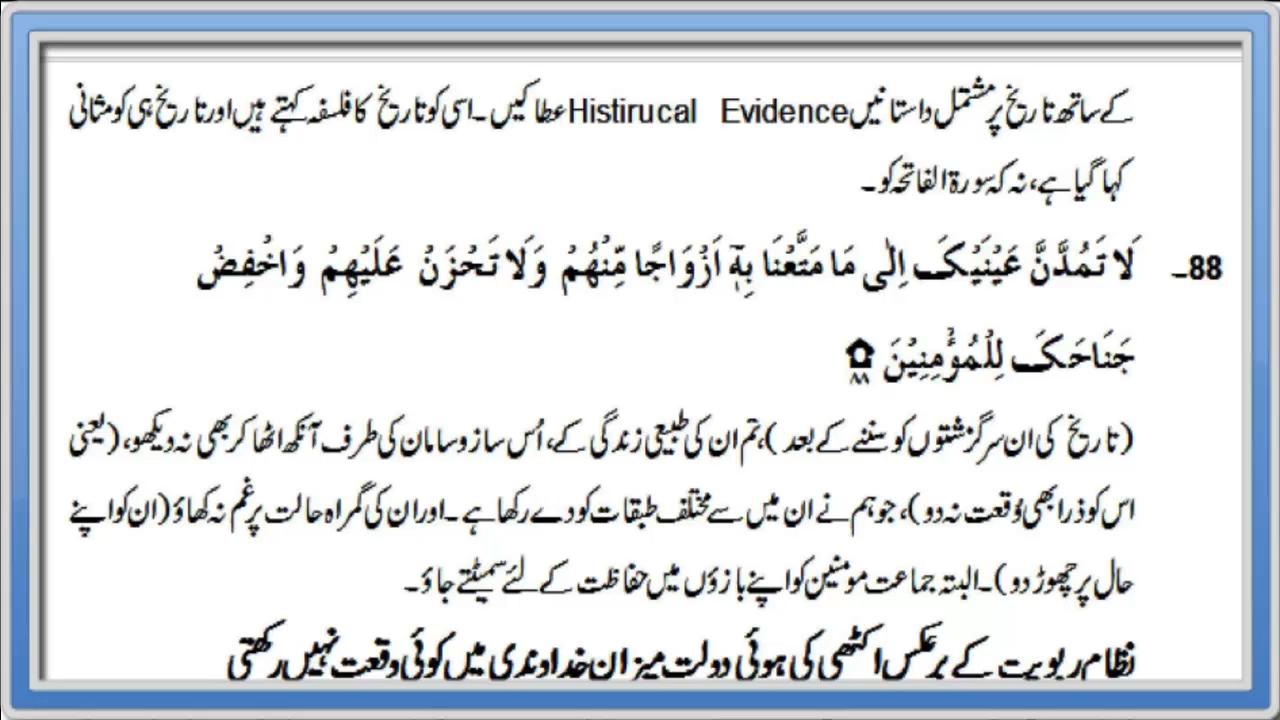 کے ساتھ تاریخ پر مشتمل داستانیں Histirucal Evidence عطا کیں۔ اسی کو تاریخ کا فلسفہ کہتے ہیں اور تاریخ ہی کو مثانی
کہا گیا ہے، نہ کہ سورۃ الفاتحہ کو۔
88۔ لَا تَمُدَّنَّ عَيْنَيْكَ اِلٰى مَا مَتَّعْنَا بِهٖٓ اَزْوَاجًا مِّنْهُمْ وَلَا تَحْزَنْ عَلَيْهِمْ وَاخْفِضْ
جَنَاحَكَ لِلْمُؤْمِنِيْنَ ۝۸۸
(تاریخ کی ان سرگزشتوں کو سننے کے بعد)، تم ان کی طبیعی زندگی کے، اُس ساز و سامان کی طرف آنکھ اٹھا کر بھی نہ دیکھو، (یعنی
اس کو ذرا بھی وُقعت نہ دو)، جو ہم نے ان میں سے مختلف طبقات کو دے رکھا ہے۔ اور ان کی گمراہ حالت پر غم نہ کھاؤ (ان کو اپنے
حال پر چھوڑ دو)۔ البتہ جماعت مومنین کو اپنے بازؤں میں حفاظت کے لئے سمیٹتے جاؤ۔
نظام ربوبیت کے برعکس اکٹھی کی ہوئی دولت میزان خداوندی میں کوئی وقعت نہیں رکھتی